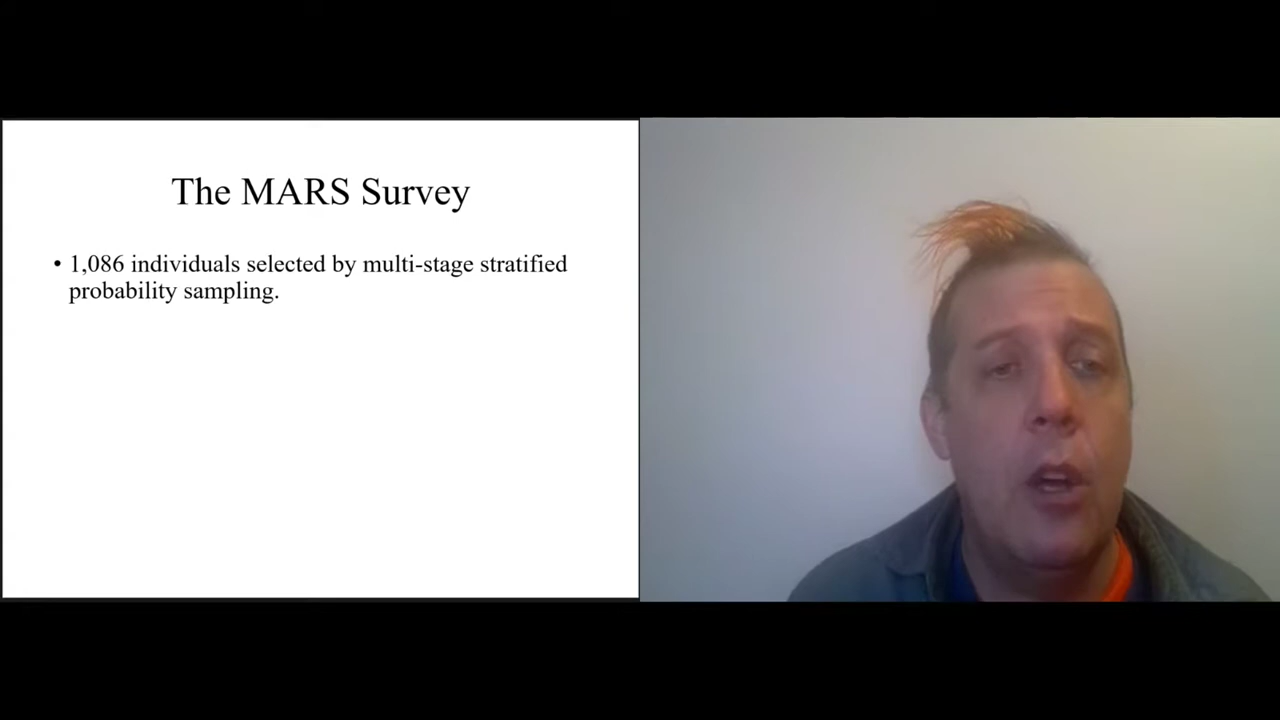 The MARS Survey
• 1,086 individuals selected by multi-stage stratified
probability sampling.